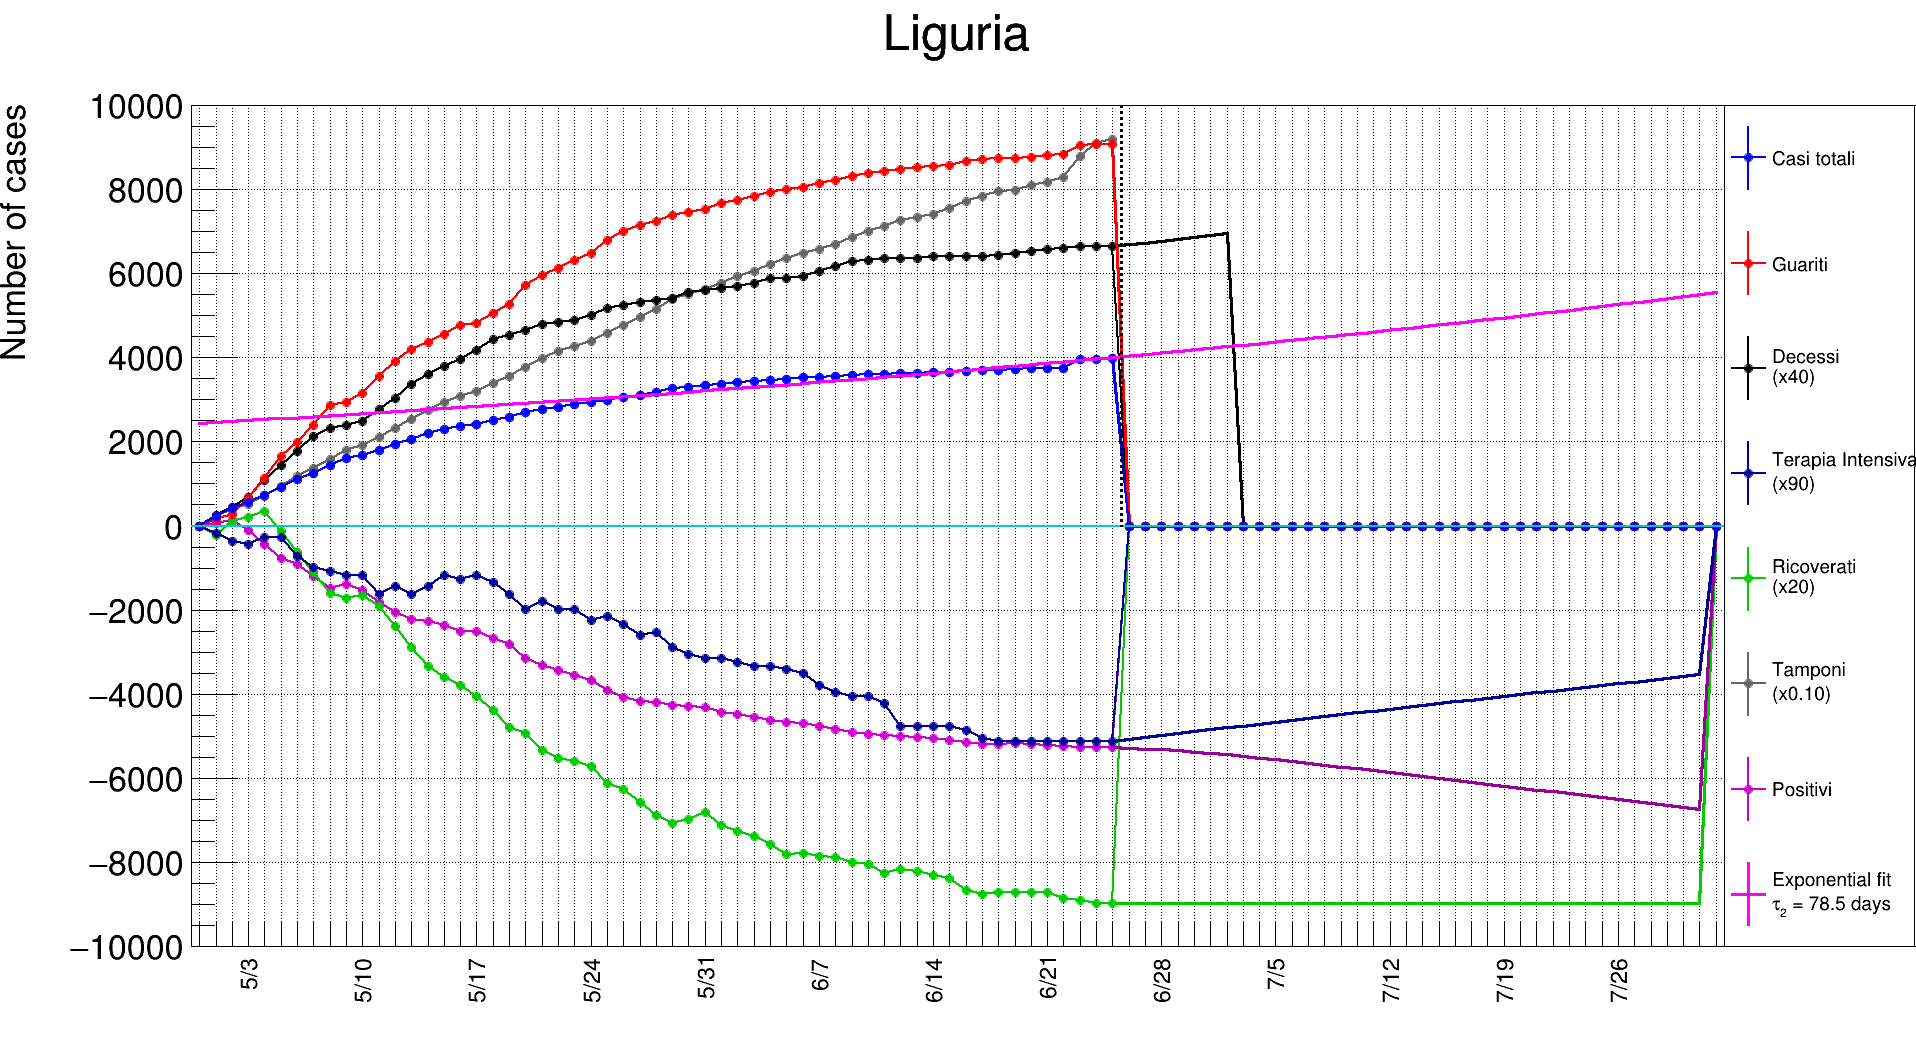 Liguria
Number of cases
10000
8000
6000
4000
2000
0
−2000
−4000
−6000
−8000
−10000
5/3
5/10
5/17
5/24
5/31
6/7
6/14
6/21
6/28
7/5
7/12
7/19
7/26
Casi totali
Guariti
Decessi
(x40)
Terapia Intensiva
(x90)
Ricoverati
(x20)
Tamponi
(x0.10)
Positivi
Exponential fit
τ₂ = 78.5 days